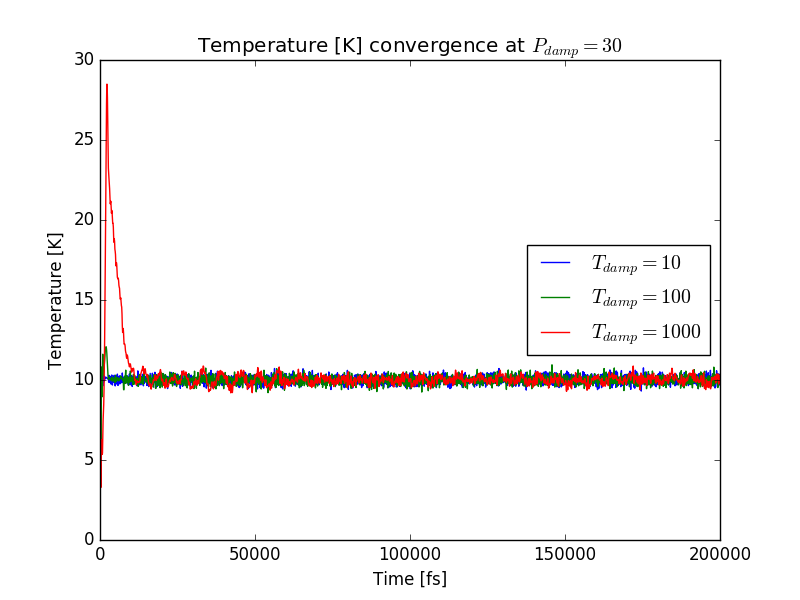 Temperature [K] convergence at P_damp = 30
30
25
20
15
10
5
0
Temperature [K]
T_damp = 10
T_damp = 100
T_damp = 1000
0 50000 100000 150000 200000
Time [fs]